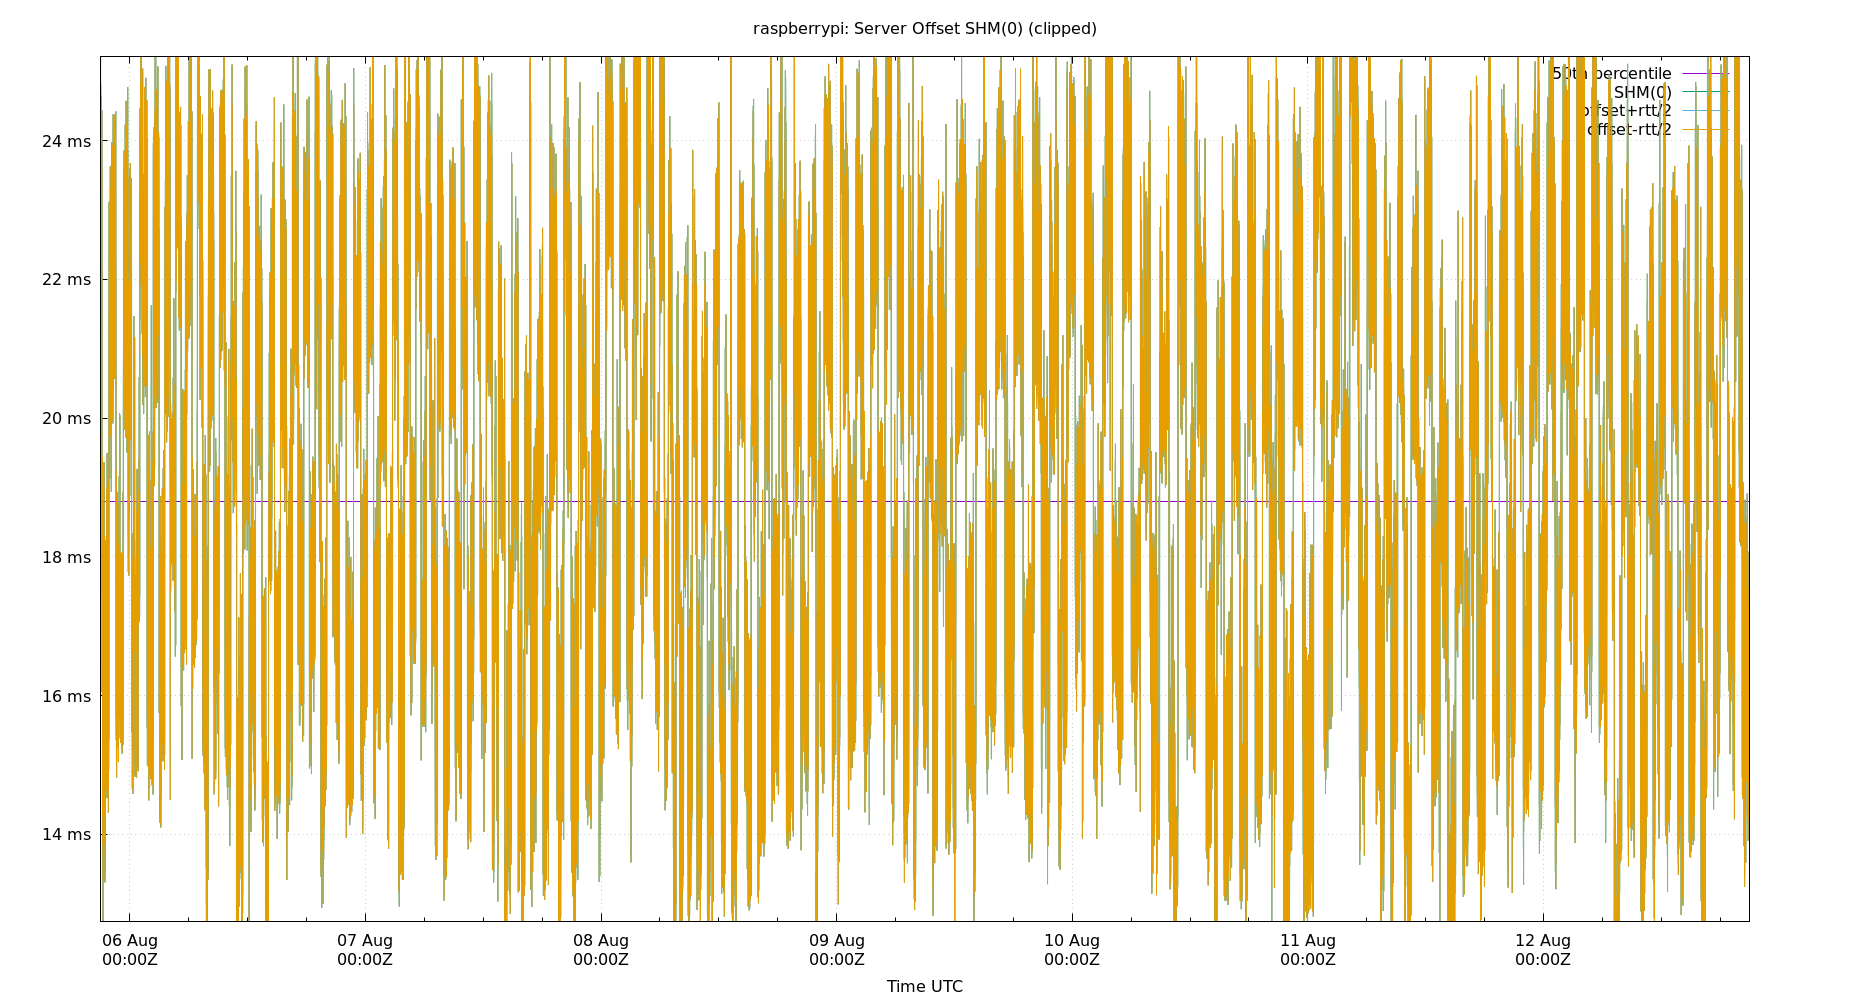 raspberrypi: Server Offset SHM(0) (clipped)
50th percentile
SHM(0)
offset+rtt/2
offset-rtt/2
24 ms
22 ms
20 ms
18 ms
16 ms
14 ms
06 Aug 07 Aug 08 Aug 09 Aug 10 Aug 11 Aug 12 Aug
00:00Z 00:00Z 00:00Z 00:00Z 00:00Z 00:00Z 00:00Z
Time UTC